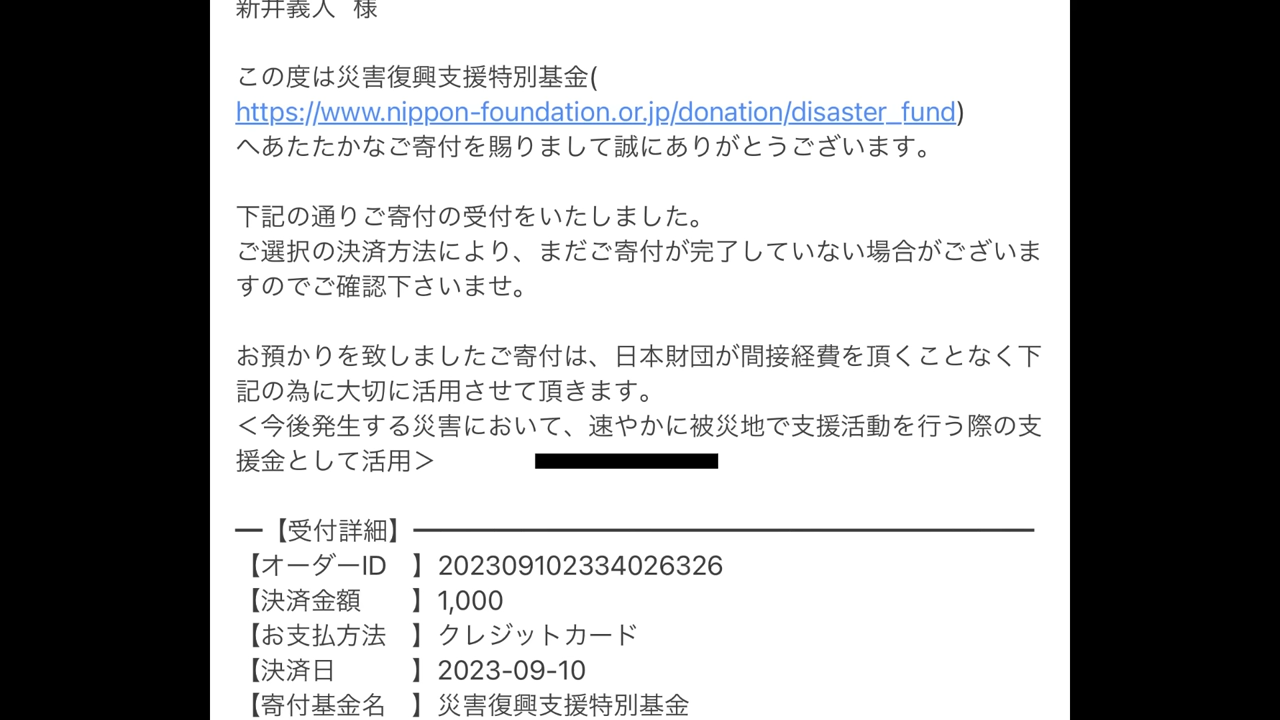 新井義人 様
この度は災害復興支援特別基金(
https://www.nippon-foundation.or.jp/donation/disaster_fund)
へあたたかなご寄付を賜りまして誠にありがとうございます。
下記の通りご寄付の受付をいたしました。
ご選択の決済方法により、まだご寄付が完了していない場合がございま
すのでご確認下さいませ。
お預かりを致しましたご寄付は、日本財団が間接経費を頂くことなく下
記の為に大切に活用させて頂きます。
＜今後発生する災害において、速やかに被災地で支援活動を行う際の支
援金として活用＞
━【受付詳細】━━━━━━━━━━━━━━━━━━━━━━━━━
【オーダーID　】202309102334026326
【決済金額　　】1,000
【お支払方法　】クレジットカード
【決済日　　　】2023-09-10
【寄付基金名　】災害復興支援特別基金